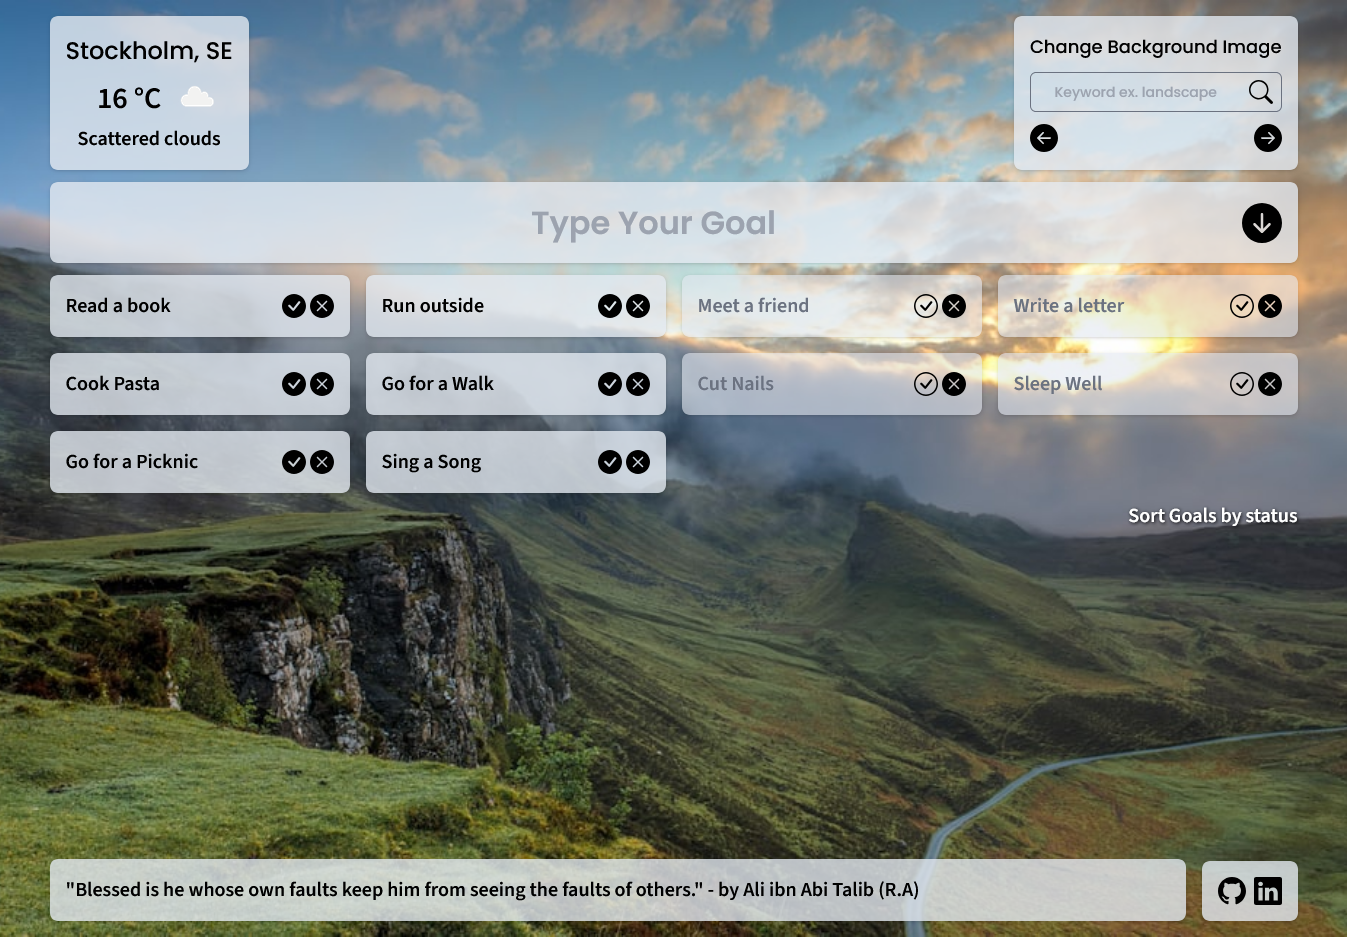 Stockholm, SE
16 °C
Scattered clouds
Change Background Image
Keyword ex. landscape
Type Your Goal
Read a book
Run outside
Meet a friend
Write a letter
Cook Pasta
Go for a Walk
Cut Nails
Sleep Well
Go for a Picknic
Sing a Song
Sort Goals by status
"Blessed is he whose own faults keep him from seeing the faults of others." - by Ali ibn Abi Talib (R.A)
in